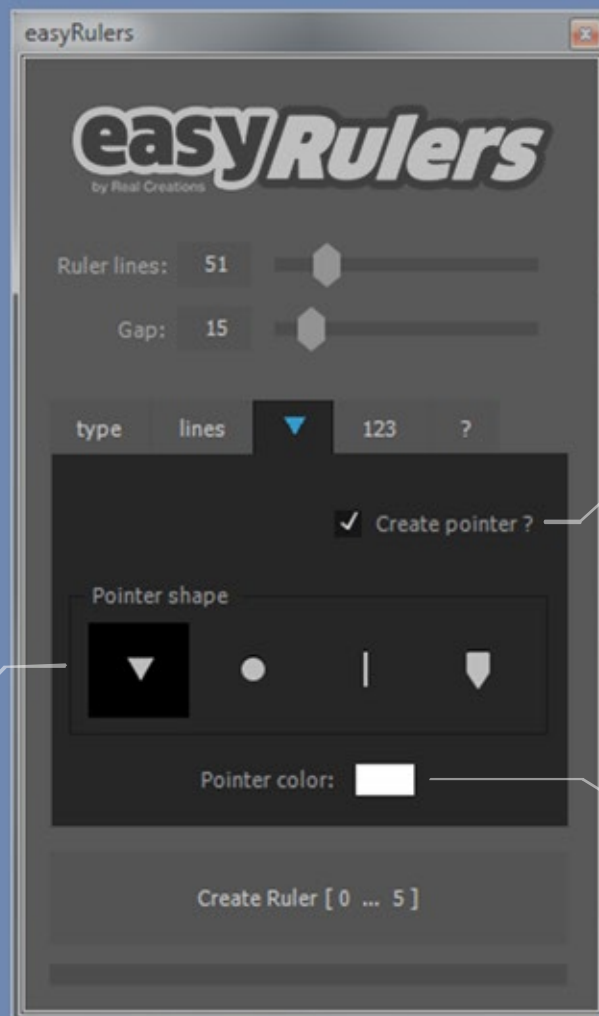 easyRulers
easyRulers
by Real Creations
Ruler lines: 51
Gap: 15
type lines 123 ?
Create pointer ?
Pointer shape
Pointer color:
Create Ruler [ 0 ... 5 ]